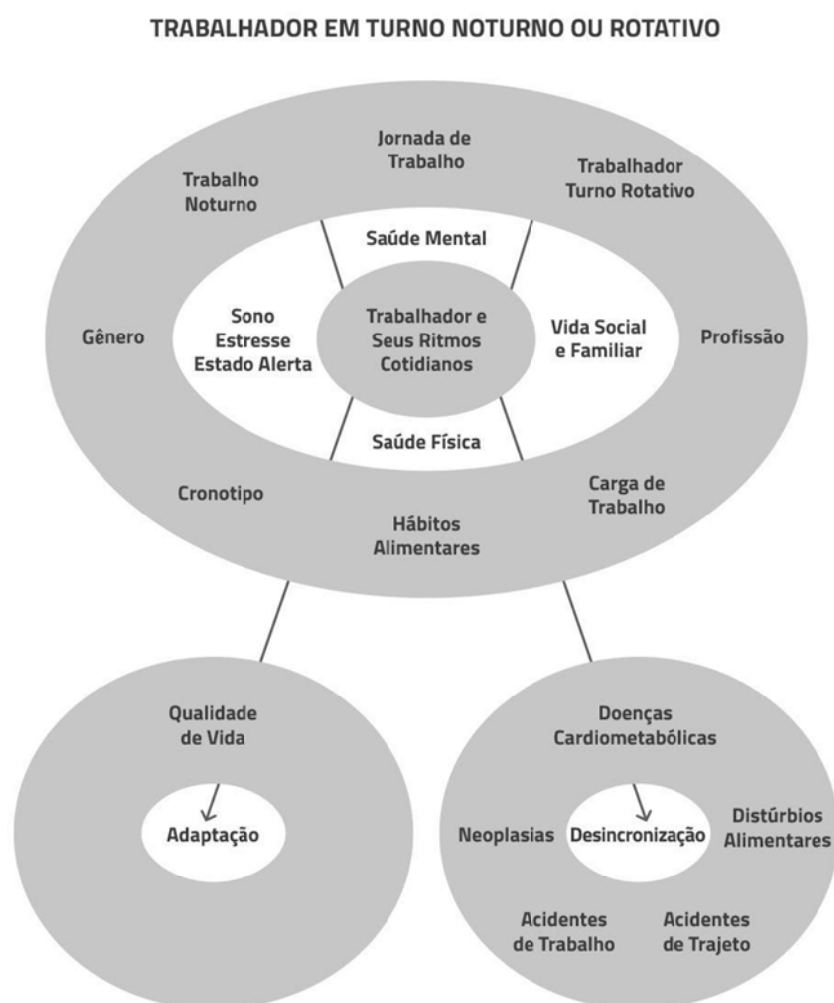 TRABALHADOR EM TURNO NOTURNO OU ROTATIVO
Jornada de
Trabalho
Trabalho
Noturno
Trabalhador
Turno Rotativo
Saúde Mental
Gênero
Sono
Estresse
Estado Alerta
Trabalhador e
Seus Ritmos
Cotidianos
Vida Social
e Familiar
Profissão
Saúde Física
Cronotipo
Hábitos
Alimentares
Carga de
Trabalho
Qualidade
de Vida
Adaptação
Doenças
Cardiometabólicas
Neoplasias
Desincronização
Distúrbios
Alimentares
Acidentes
de Trabalho
Acidentes
de Trajeto